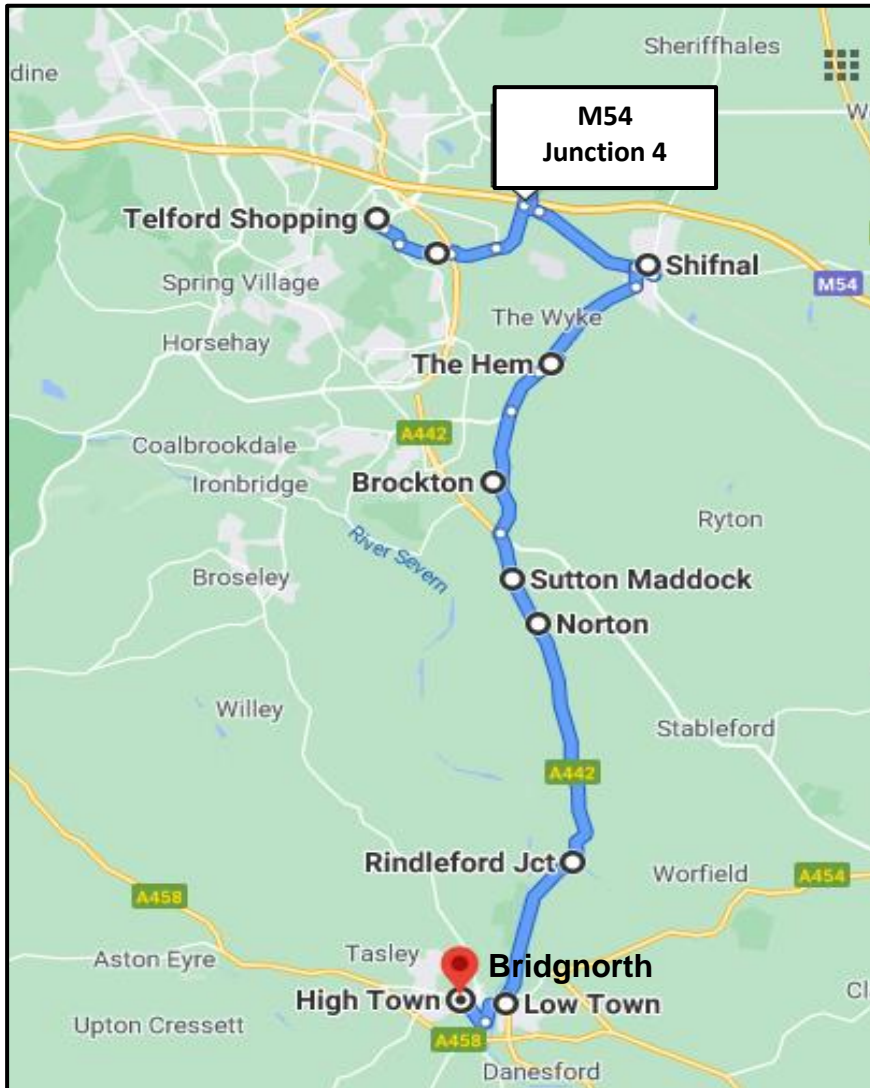 Sheriffhales
dine
M54
Junction 4
Telford Shopping
Shifnal
Spring Village
M54
The Wyke
Horsehay
The Hem
A442
Coalbrookdale
Ironbridge
Brockton
Ryton
River Severn
Broseley
Sutton Maddock
Norton
Willey
Stableford
A442
Rindleford Jct
Worfield
A454
A458
Tasley
Bridgnorth
Aston Eyre
High Town
Low Town
Upton Cressett
A458
Danesford